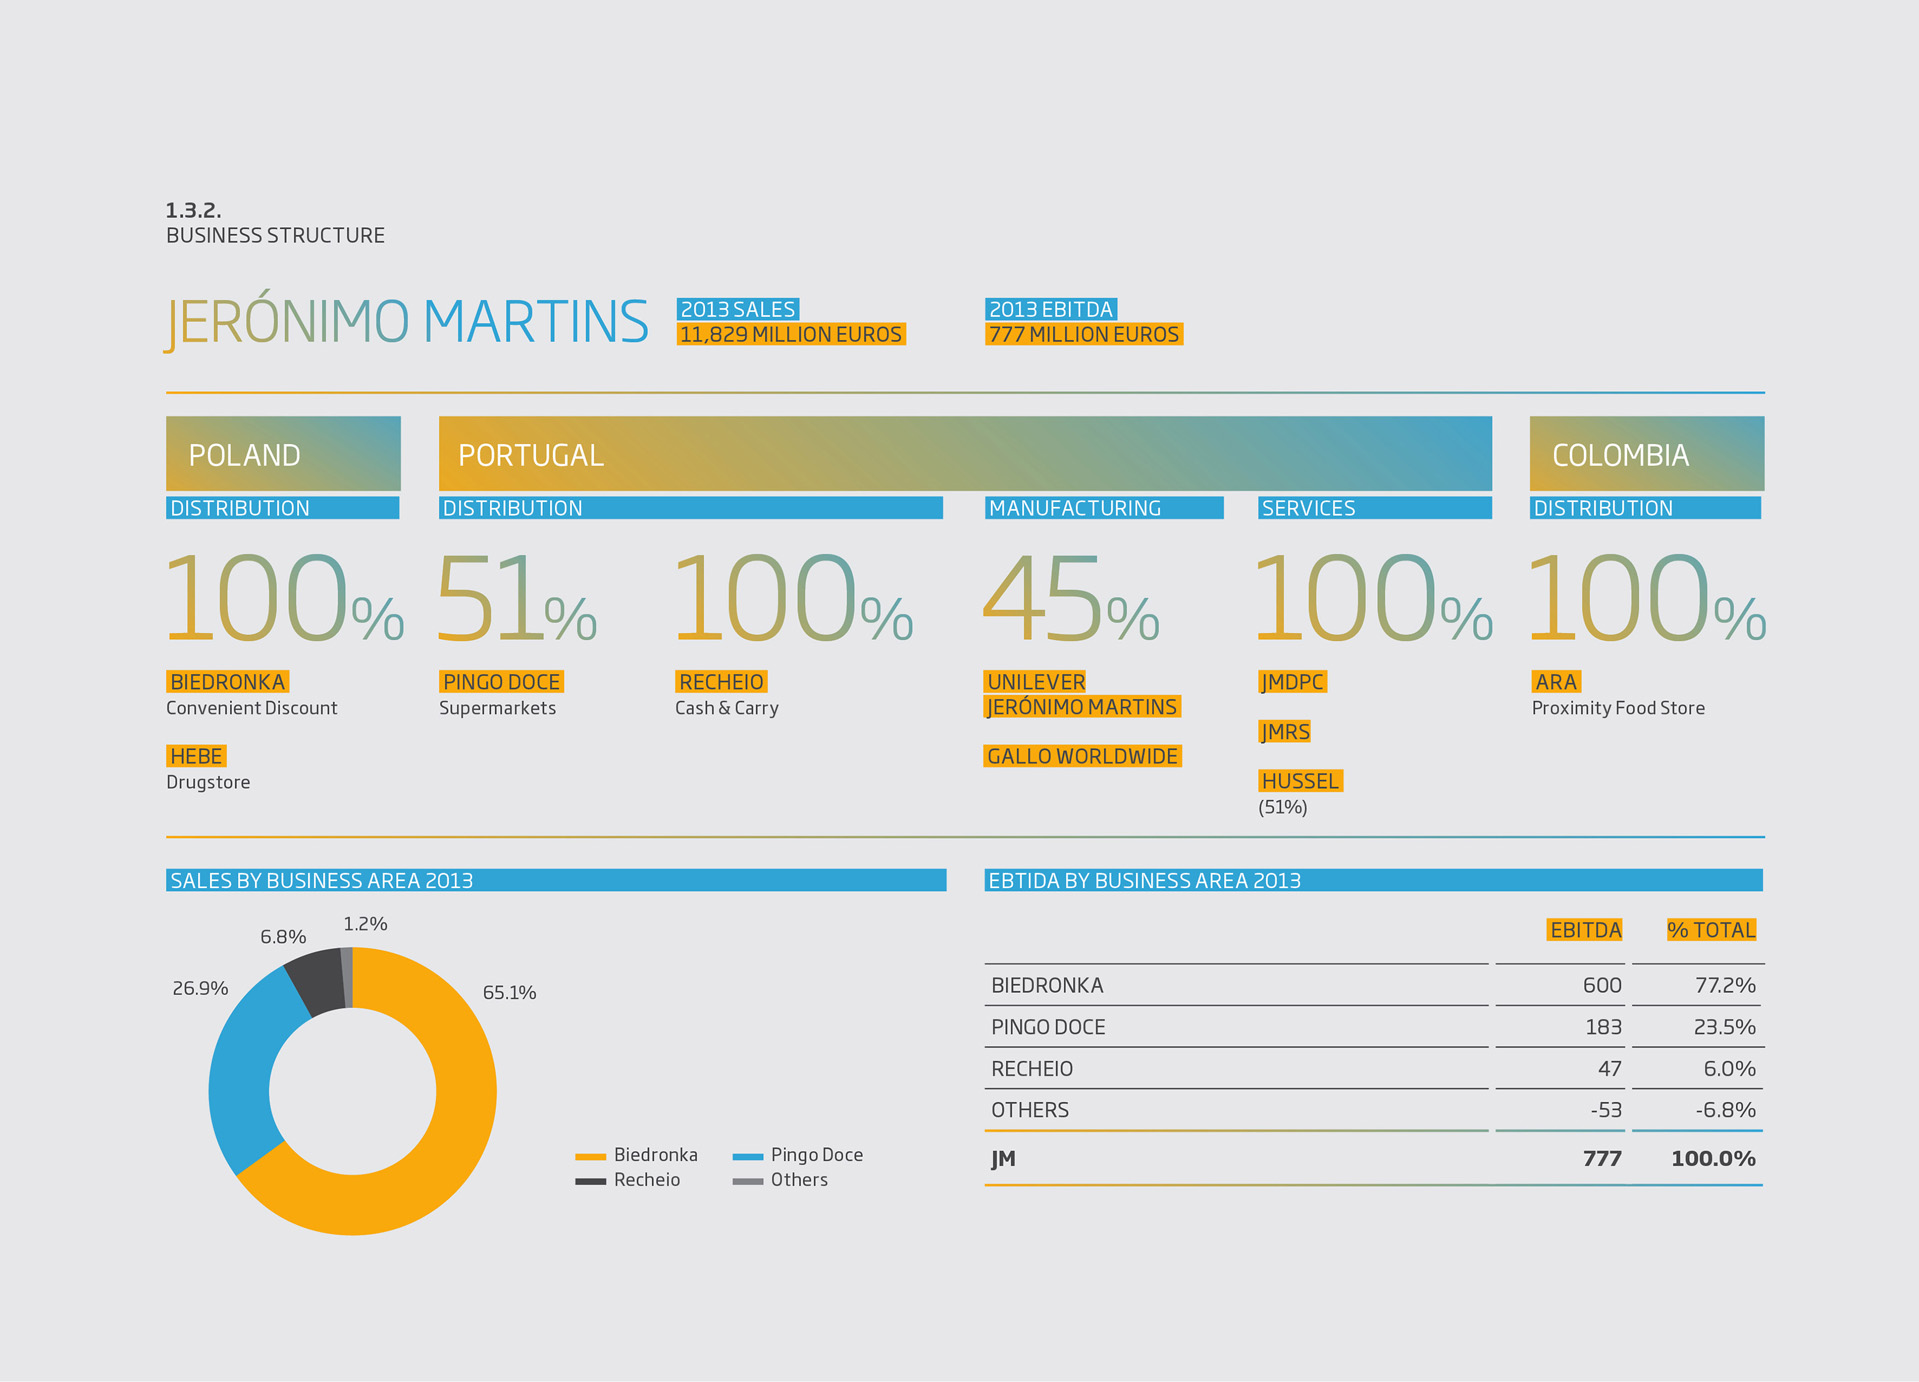 1.3.2.
BUSINESS STRUCTURE
JERÓNIMO MARTINS
2013 SALES
11,829 MILLION EUROS
2013 EBITDA
777 MILLION EUROS
POLAND
PORTUGAL
COLOMBIA
DISTRIBUTION
DISTRIBUTION
MANUFACTURING
SERVICES
DISTRIBUTION
100%
51%
100%
45%
100%
100%
BIEDRONKA
Convenient Discount
HEBE
Drugstore
PINGO DOCE
Supermarkets
RECHEIO
Cash & Carry
UNILEVER
JERÓNIMO MARTINS
GALLO WORLDWIDE
JMDPC
JMRS
HUSSEL
(51%)
ARA
Proximity Food Store
SALES BY BUSINESS AREA 2013
1.2%
6.8%
26.9%
65.1%
Biedronka
Pingo Doce
Recheio
Others
EBTIDA BY BUSINESS AREA 2013
EBITDA % TOTAL
BIEDRONKA 600 77.2%
PINGO DOCE 183 23.5%
RECHEIO 47 6.0%
OTHERS -53 -6.8%
JM 777 100.0%